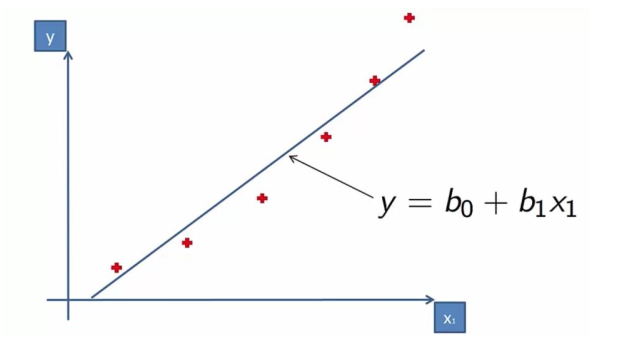 y
y = b₀ + b₁x₁
x₁